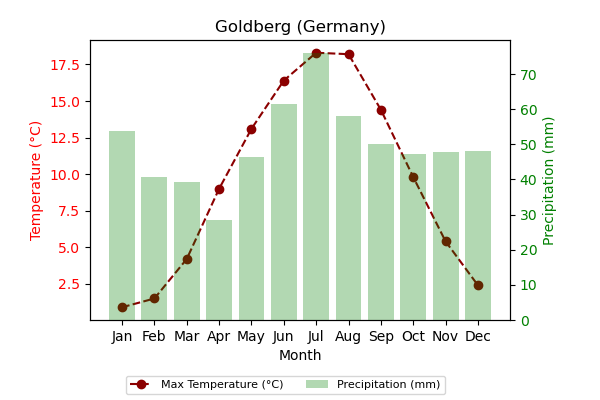 Goldberg (Germany)
Temperature (°C)
17.5
15.0
12.5
10.0
7.5
5.0
2.5
70
60
50
40
30
20
10
0
Precipitation (mm)
Jan Feb Mar Apr May Jun Jul Aug Sep Oct Nov Dec
Month
Max Temperature (°C) Precipitation (mm)